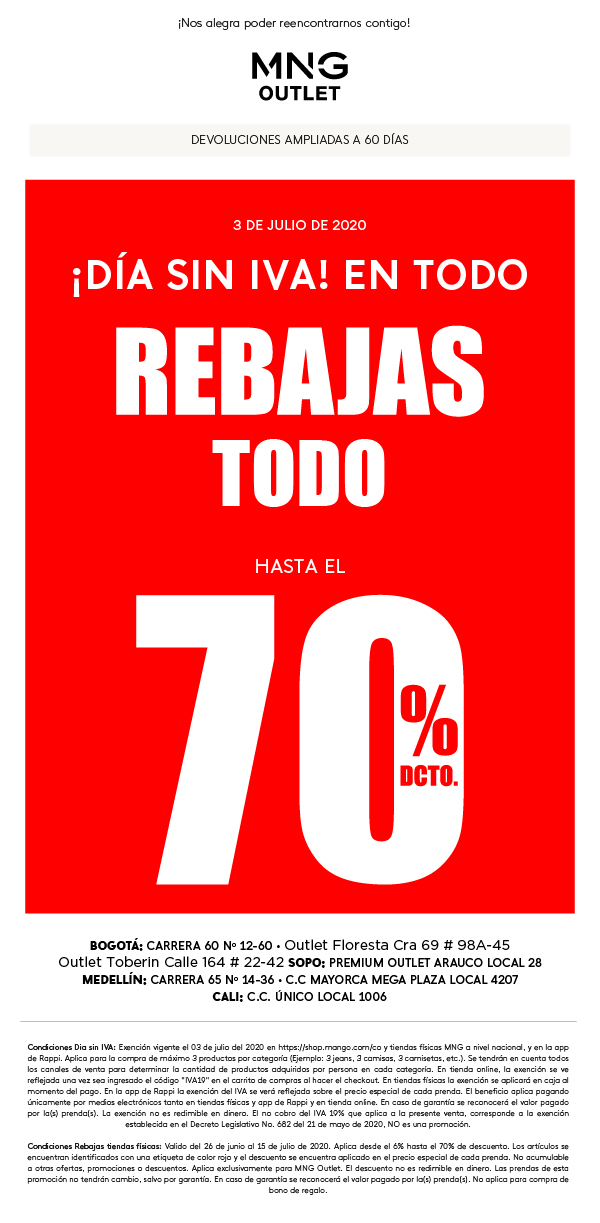 ¡Nos alegra poder reencontrarnos contigo!
MNG
OUTLET
DEVOLUCIONES AMPLIADAS A 60 DÍAS
3 DE JULIO DE 2020
¡DÍA SIN IVA! EN TODO
REBAJAS
TODO
HASTA EL
70%
DCTO.
BOGOTÁ: CARRERA 60 Nº 12-60 • Outlet Floresta Cra 69 # 98A-45
Outlet Toberin Calle 164 # 22-42 SOPO: PREMIUM OUTLET ARAUCO LOCAL 28
MEDELLÍN: CARRERA 65 Nº 14-36 • C.C MAYORCA MEGA PLAZA LOCAL 4207
CALI: C.C. ÚNICO LOCAL 1006
Condiciones Dia sin IVA: Exención vigente el 03 de julio del 2020 en https://shop.mango.com/co y tiendas físicas MNG a nivel nacional, y en la app
de Rappi. Aplica para la compra de máximo 3 productos por categoría (Ejemplo: 3 jeans, 3 camisas, 3 camisetas, etc.). Se tendrán en cuenta todos
los canales de venta para determinar la cantidad de productos adquiridos por persona en cada categoría. En tienda online, la exención se ve
reflejada una vez sea ingresado el código "IVA19" en el carrito de compras al hacer el checkout. En tiendas físicas la exención se aplicará en caja al
momento del pago. En la app de Rappi la exención del IVA se verá reflejada sobre el precio especial de cada prenda. El beneficio aplica pagando
únicamente por medios electrónicos tanto en tiendas físicas y app de Rappi y en tienda online. En caso de garantía se reconocerá el valor pagado
por la(s) prenda(s). La exención no es redimible en dinero. El no cobro del IVA 19% que aplica a la presente venta, corresponde a la exención
establecida en el Decreto Legislativo No. 682 del 21 de mayo de 2020, NO es una promoción.
Condiciones Rebajas tiendas físicas: Valido del 26 de junio al 15 de julio de 2020. Aplica desde el 6% hasta el 70% de descuento. Los artículos se
encuentran identificados con una etiqueta de color rojo y el descuento se encuentra aplicado en el precio especial de cada prenda. No acumulable
a otras ofertas, promociones o descuentos. Aplica exclusivamente para MNG Outlet. El descuento no es redimible en dinero. Las prendas de esta
promoción no tendrán cambio, salvo por garantía. En caso de garantía se reconocerá el valor pagado por la(s) prenda(s). No aplica para compra de
bono de regalo.